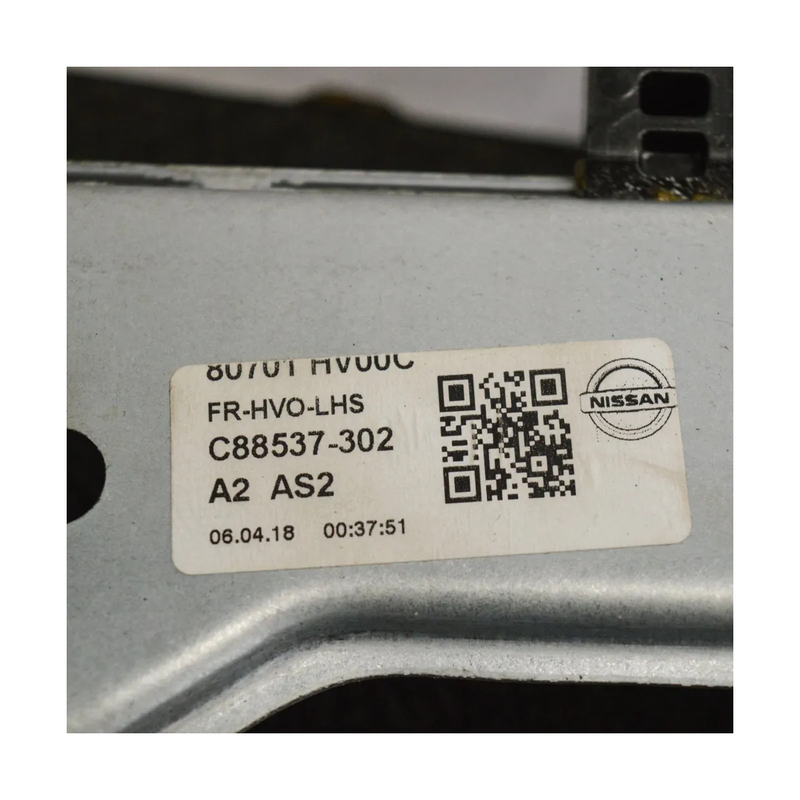 80701 HV00C
FR-HVO-LHS
C88537-302
A2 AS2
06.04.18 00:37:51
NISSAN